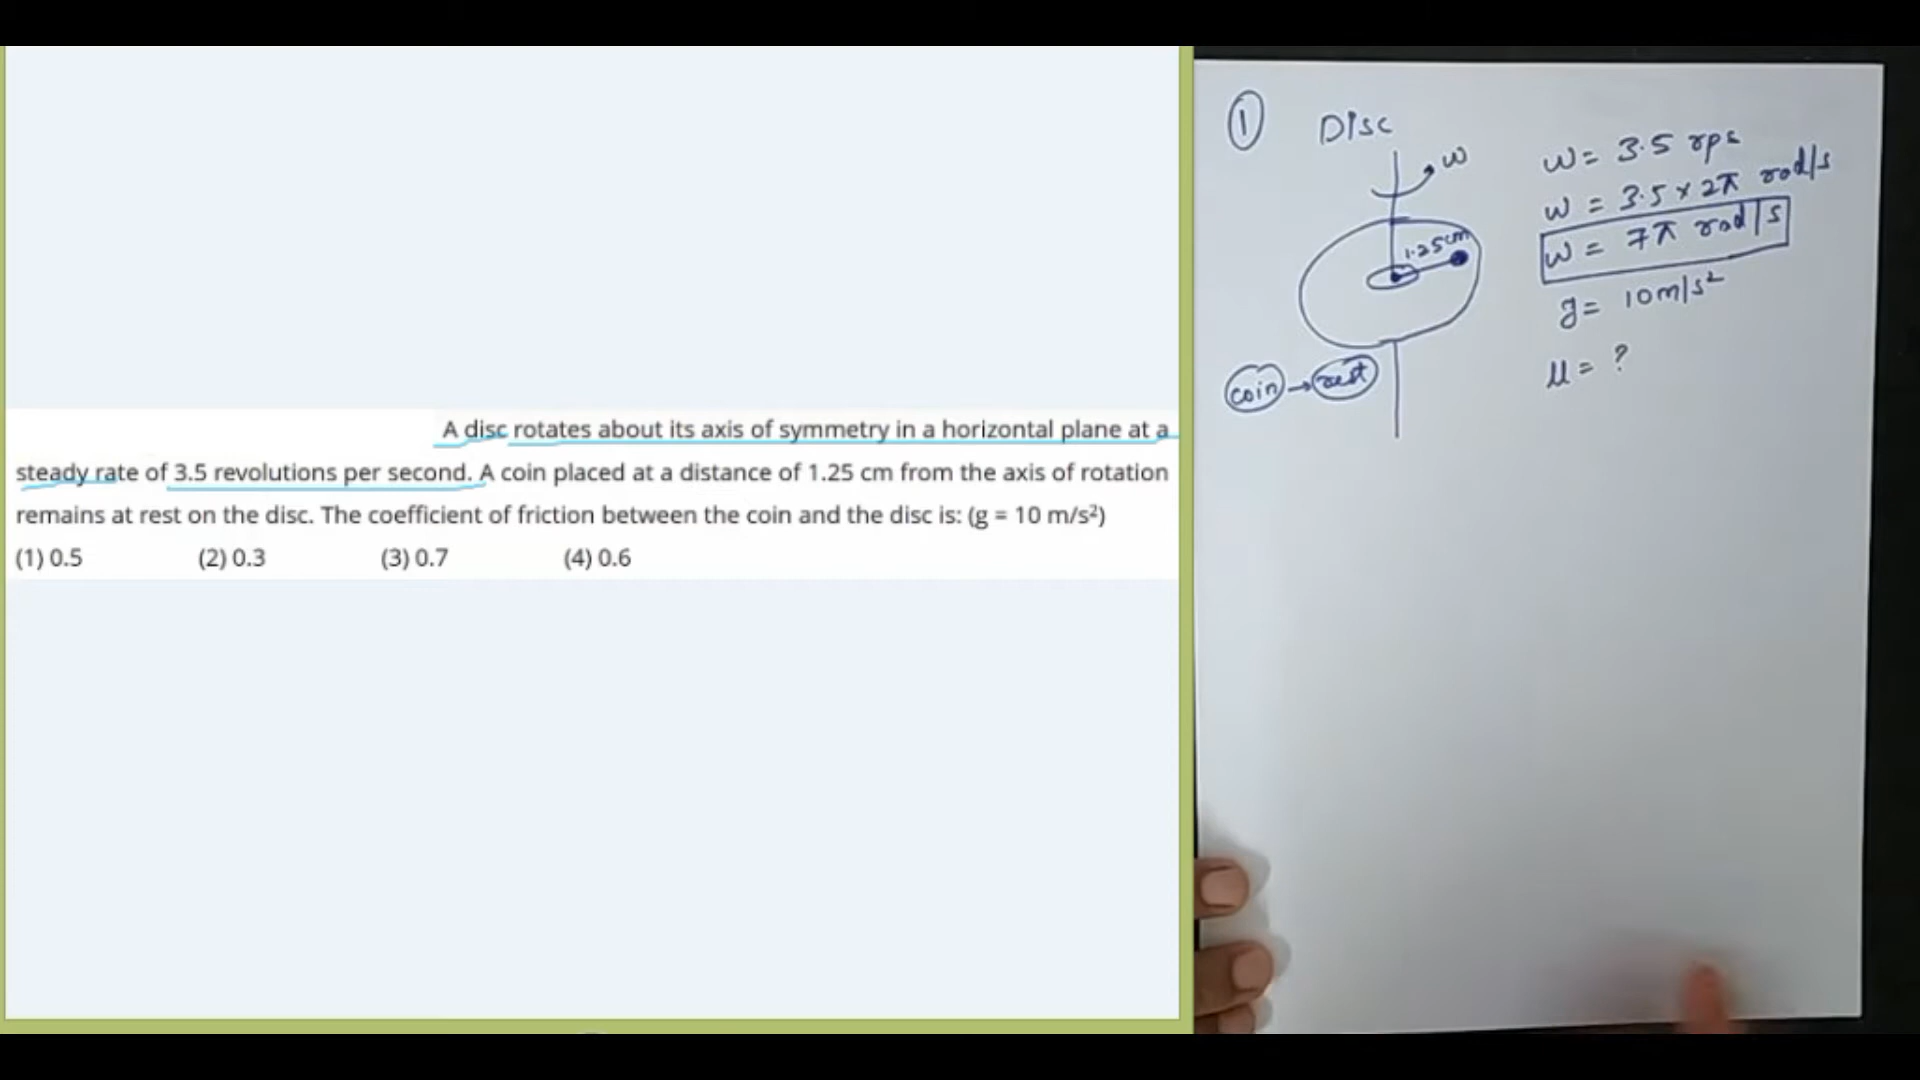 A disc rotates about its axis of symmetry in a horizontal plane at a
steady rate of 3.5 revolutions per second. A coin placed at a distance of 1.25 cm from the axis of rotation
remains at rest on the disc. The coefficient of friction between the coin and the disc is: (g = 10 m/s²)
(1) 0.5 (2) 0.3 (3) 0.7 (4) 0.6
1 Disc
ω
1.25cm
coin → rest
ω = 3.5 rps
ω = 3.5 × 2π rad/s
ω = 7π rad/s
g = 10m/s²
μ = ?